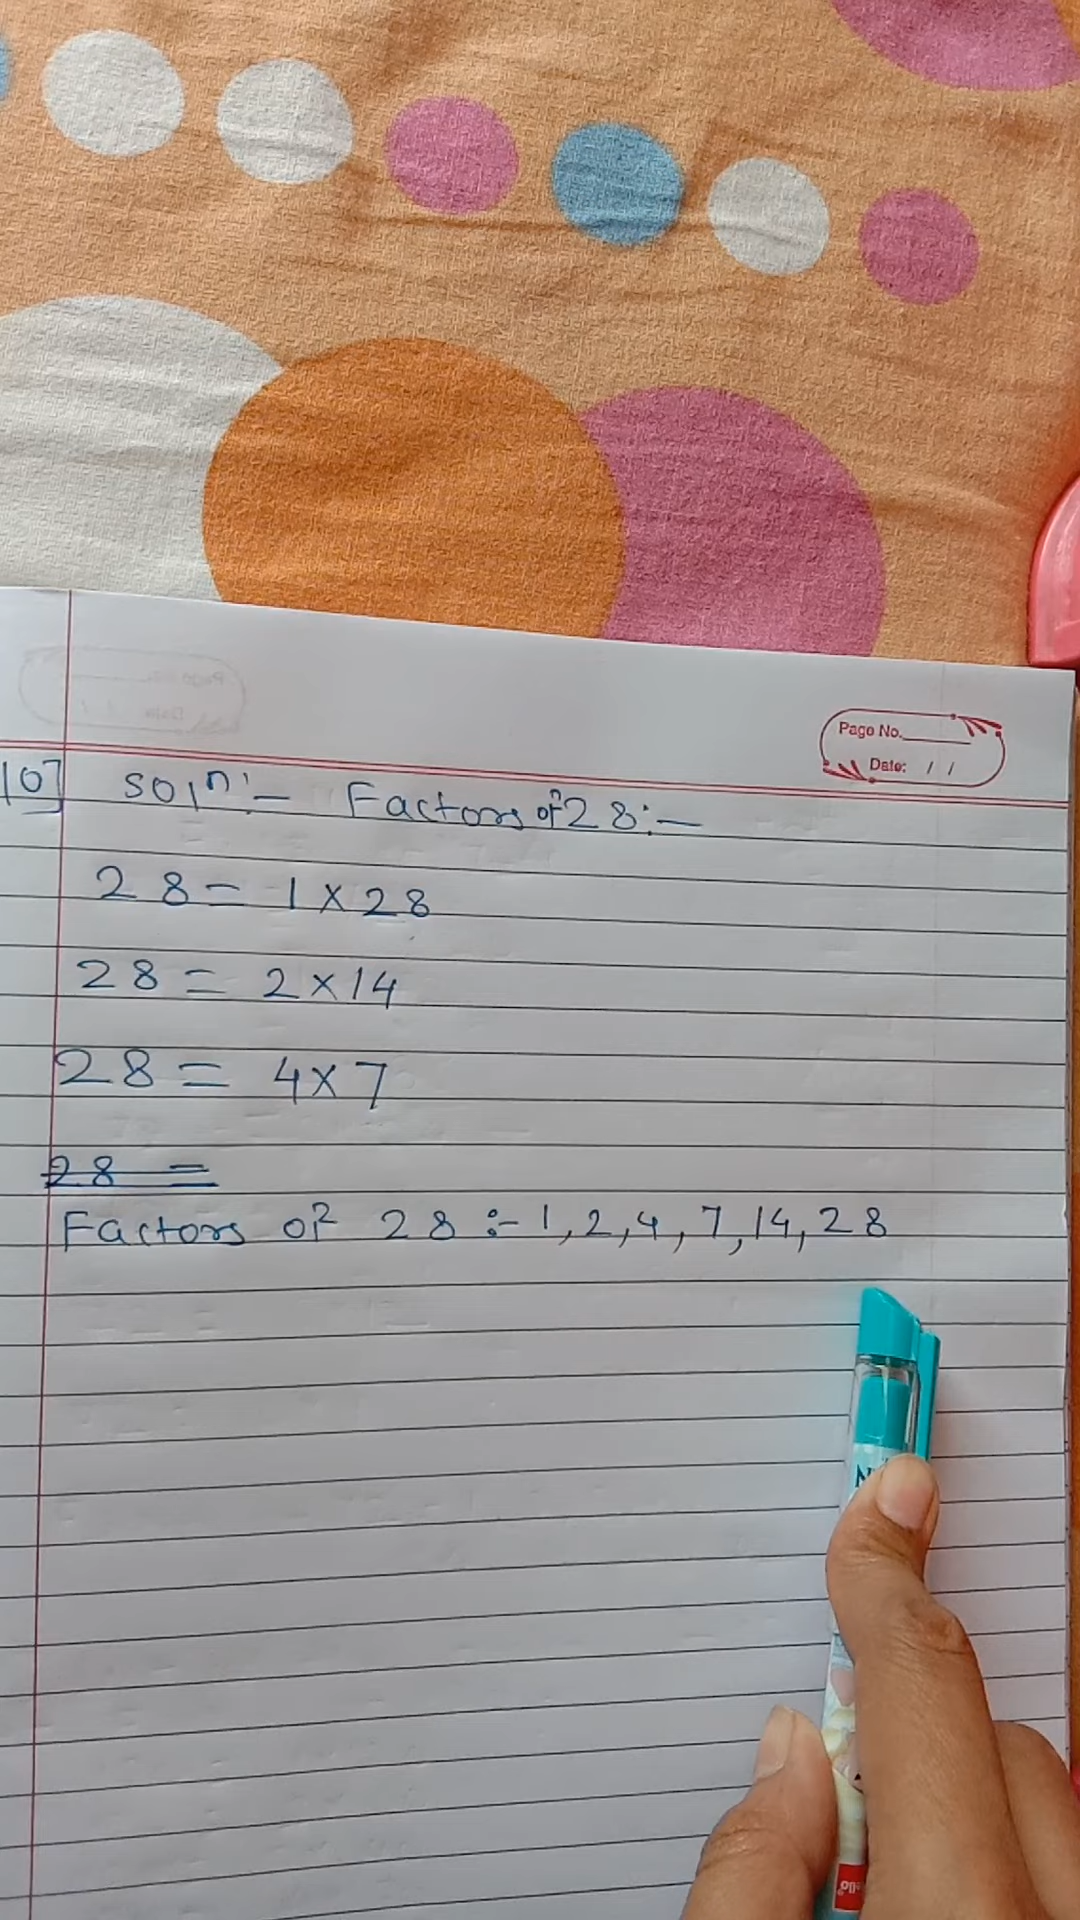 Page No.
Date: / /
10] Soln:- Factors of 28:-
28 = 1 × 28
28 = 2 × 14
28 = 4 × 7
28 =
Factors of 28 :- 1, 2, 4, 7, 14, 28